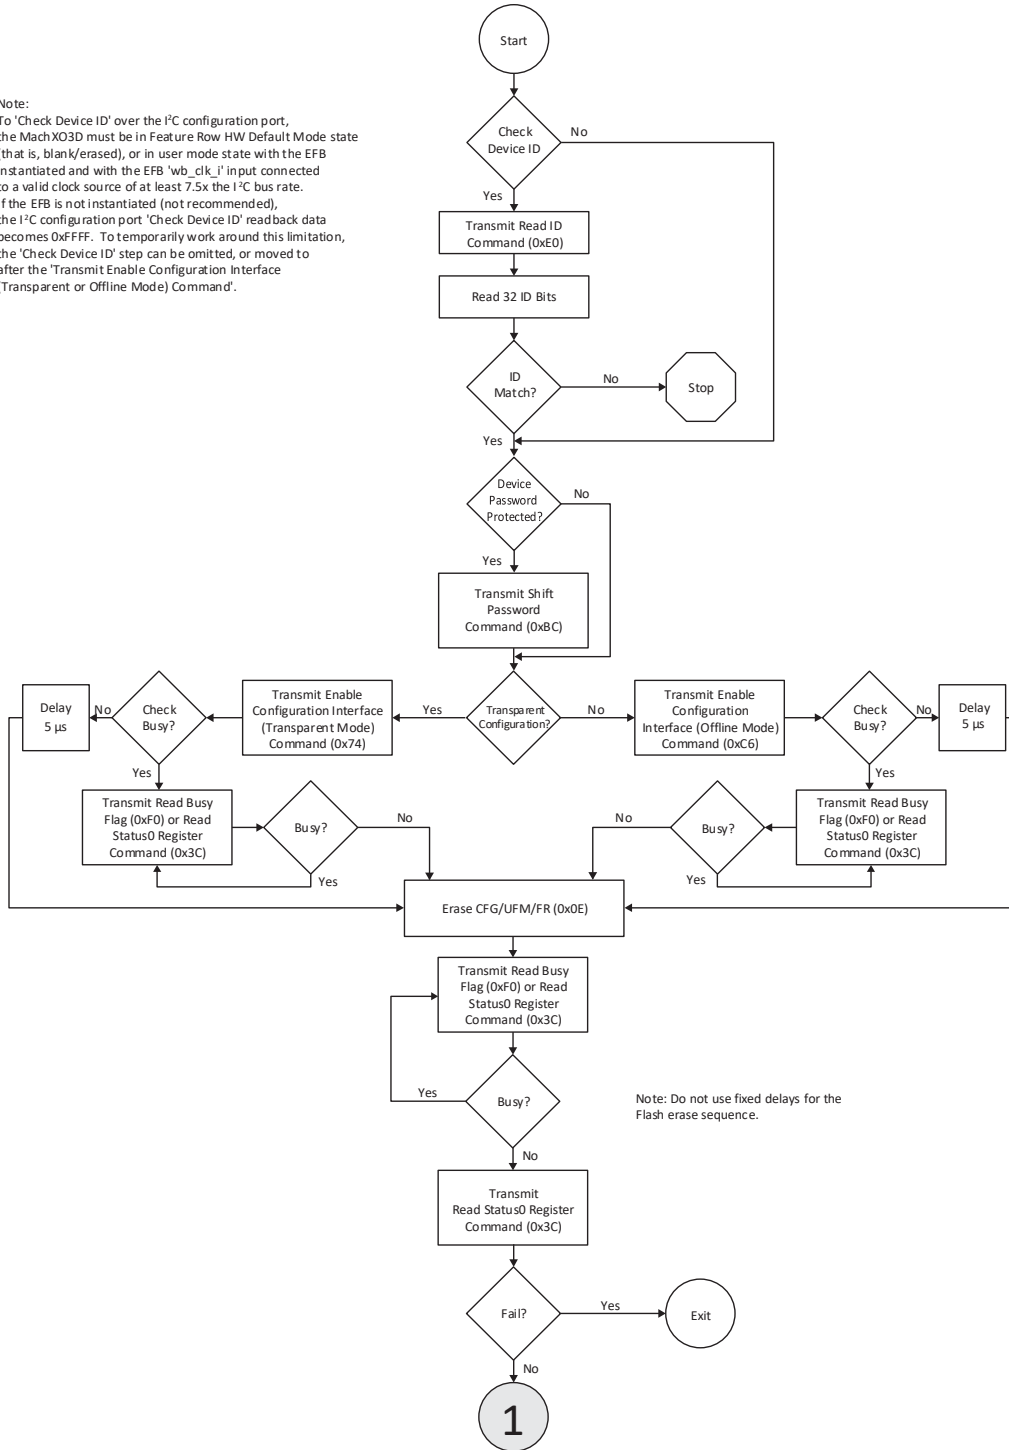 Start
Note:
To 'Check Device ID' over the I²C configuration port,
the MachXO3D must be in Feature Row HW Default Mode state
(that is, blank/erased), or in user mode state with the EFB
instantiated and with the EFB 'wb_clk_i' input connected
to a valid clock source of at least 7.5x the I²C bus rate.
If the EFB is not instantiated (not recommended),
the I²C configuration port 'Check Device ID' readback data
becomes 0xFFFF. To temporarily work around this limitation,
the 'Check Device ID' step can be omitted, or moved to
after the 'Transmit Enable Configuration Interface
(Transparent or Offline Mode) Command'.
Check
Device ID
No
Yes
Transmit Read ID
Command (0xE0)
Read 32 ID Bits
ID
Match?
No
Stop
Yes
Device
Password
Protected?
No
Yes
Transmit Shift
Password
Command (0xBC)
Delay
5 µs
No
Check
Busy?
Transmit Enable
Configuration Interface
(Transparent Mode)
Command (0x74)
Yes
Transparent
Configuration?
No
Transmit Enable
Configuration
Interface (Offline Mode)
Command (0xC6)
Check
Busy?
No
Delay
5 µs
Yes
Yes
Transmit Read Busy
Flag (0xF0) or Read
Status0 Register
Command (0x3C)
Busy?
No
Yes
No
Busy?
Yes
Transmit Read Busy
Flag (0xF0) or Read
Status0 Register
Command (0x3C)
Erase CFG/UFM/FR (0x0E)
Transmit Read Busy
Flag (0xF0) or Read
Status0 Register
Command (0x3C)
Yes
Busy?
Note: Do not use fixed delays for the
Flash erase sequence.
No
Transmit
Read Status0 Register
Command (0x3C)
Fail?
Yes
Exit
No
1